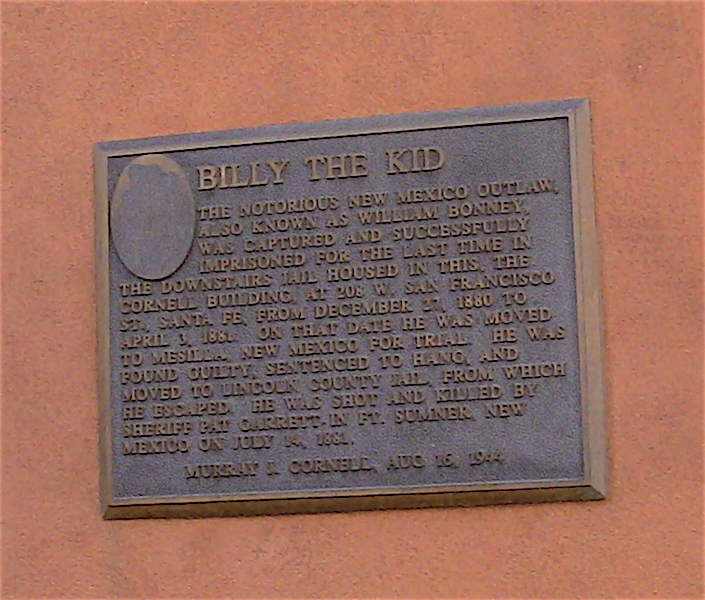 BILLY THE KID
THE NOTORIOUS NEW MEXICO OUTLAW,
ALSO KNOWN AS WILLIAM BONNEY,
WAS CAPTURED AND SUCCESSFULLY
IMPRISONED FOR THE LAST TIME IN
THE DOWNSTAIRS JAIL HOUSED IN THIS, THE
CORNELL BUILDING, AT 208 W. SAN FRANCISCO
ST., SANTA FE, FROM DECEMBER 27, 1880 TO
APRIL 3, 1881. ON THAT DATE HE WAS MOVED
TO MESILLA, NEW MEXICO FOR TRIAL. HE WAS
FOUND GUILTY, SENTENCED TO HANG, AND
MOVED TO LINCOLN COUNTY JAIL, FROM WHICH
HE ESCAPED. HE WAS SHOT AND KILLED BY
SHERIFF PAT GARRETT IN FT. SUMNER, NEW
MEXICO ON JULY 14, 1881.
MURRAY J. CORNELL, AUG 16, 1944